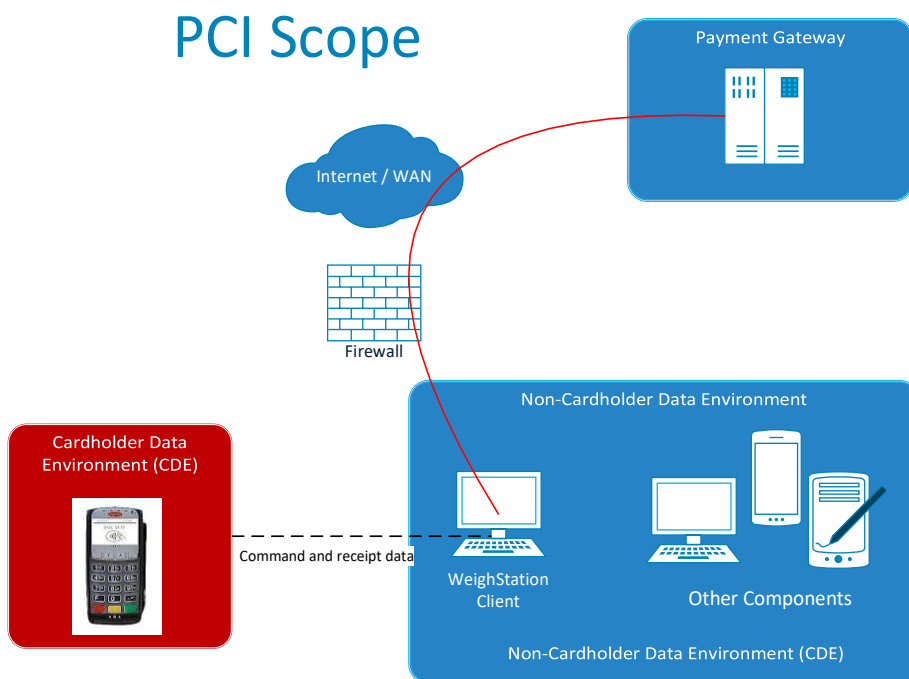 PCI Scope
Payment Gateway
Internet / WAN
Firewall
Non-Cardholder Data Environment
Cardholder Data
Environment (CDE)
Command and receipt data
WeighStation
Client
Other Components
Non-Cardholder Data Environment (CDE)